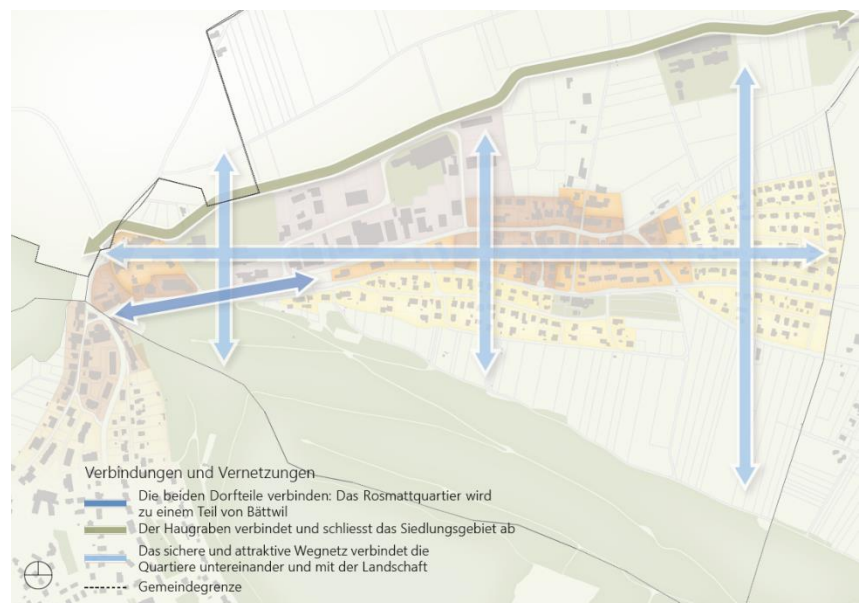 Verbindungen und Vernetzungen
Die beiden Dorfteile verbinden: Das Rosmattquartier wird
zu einem Teil von Bättwil
Der Haugraben verbindet und schliesst das Siedlungsgebiet ab
Das sichere und attraktive Wegnetz verbindet die
Quartiere untereinander und mit der Landschaft
Gemeindegrenze